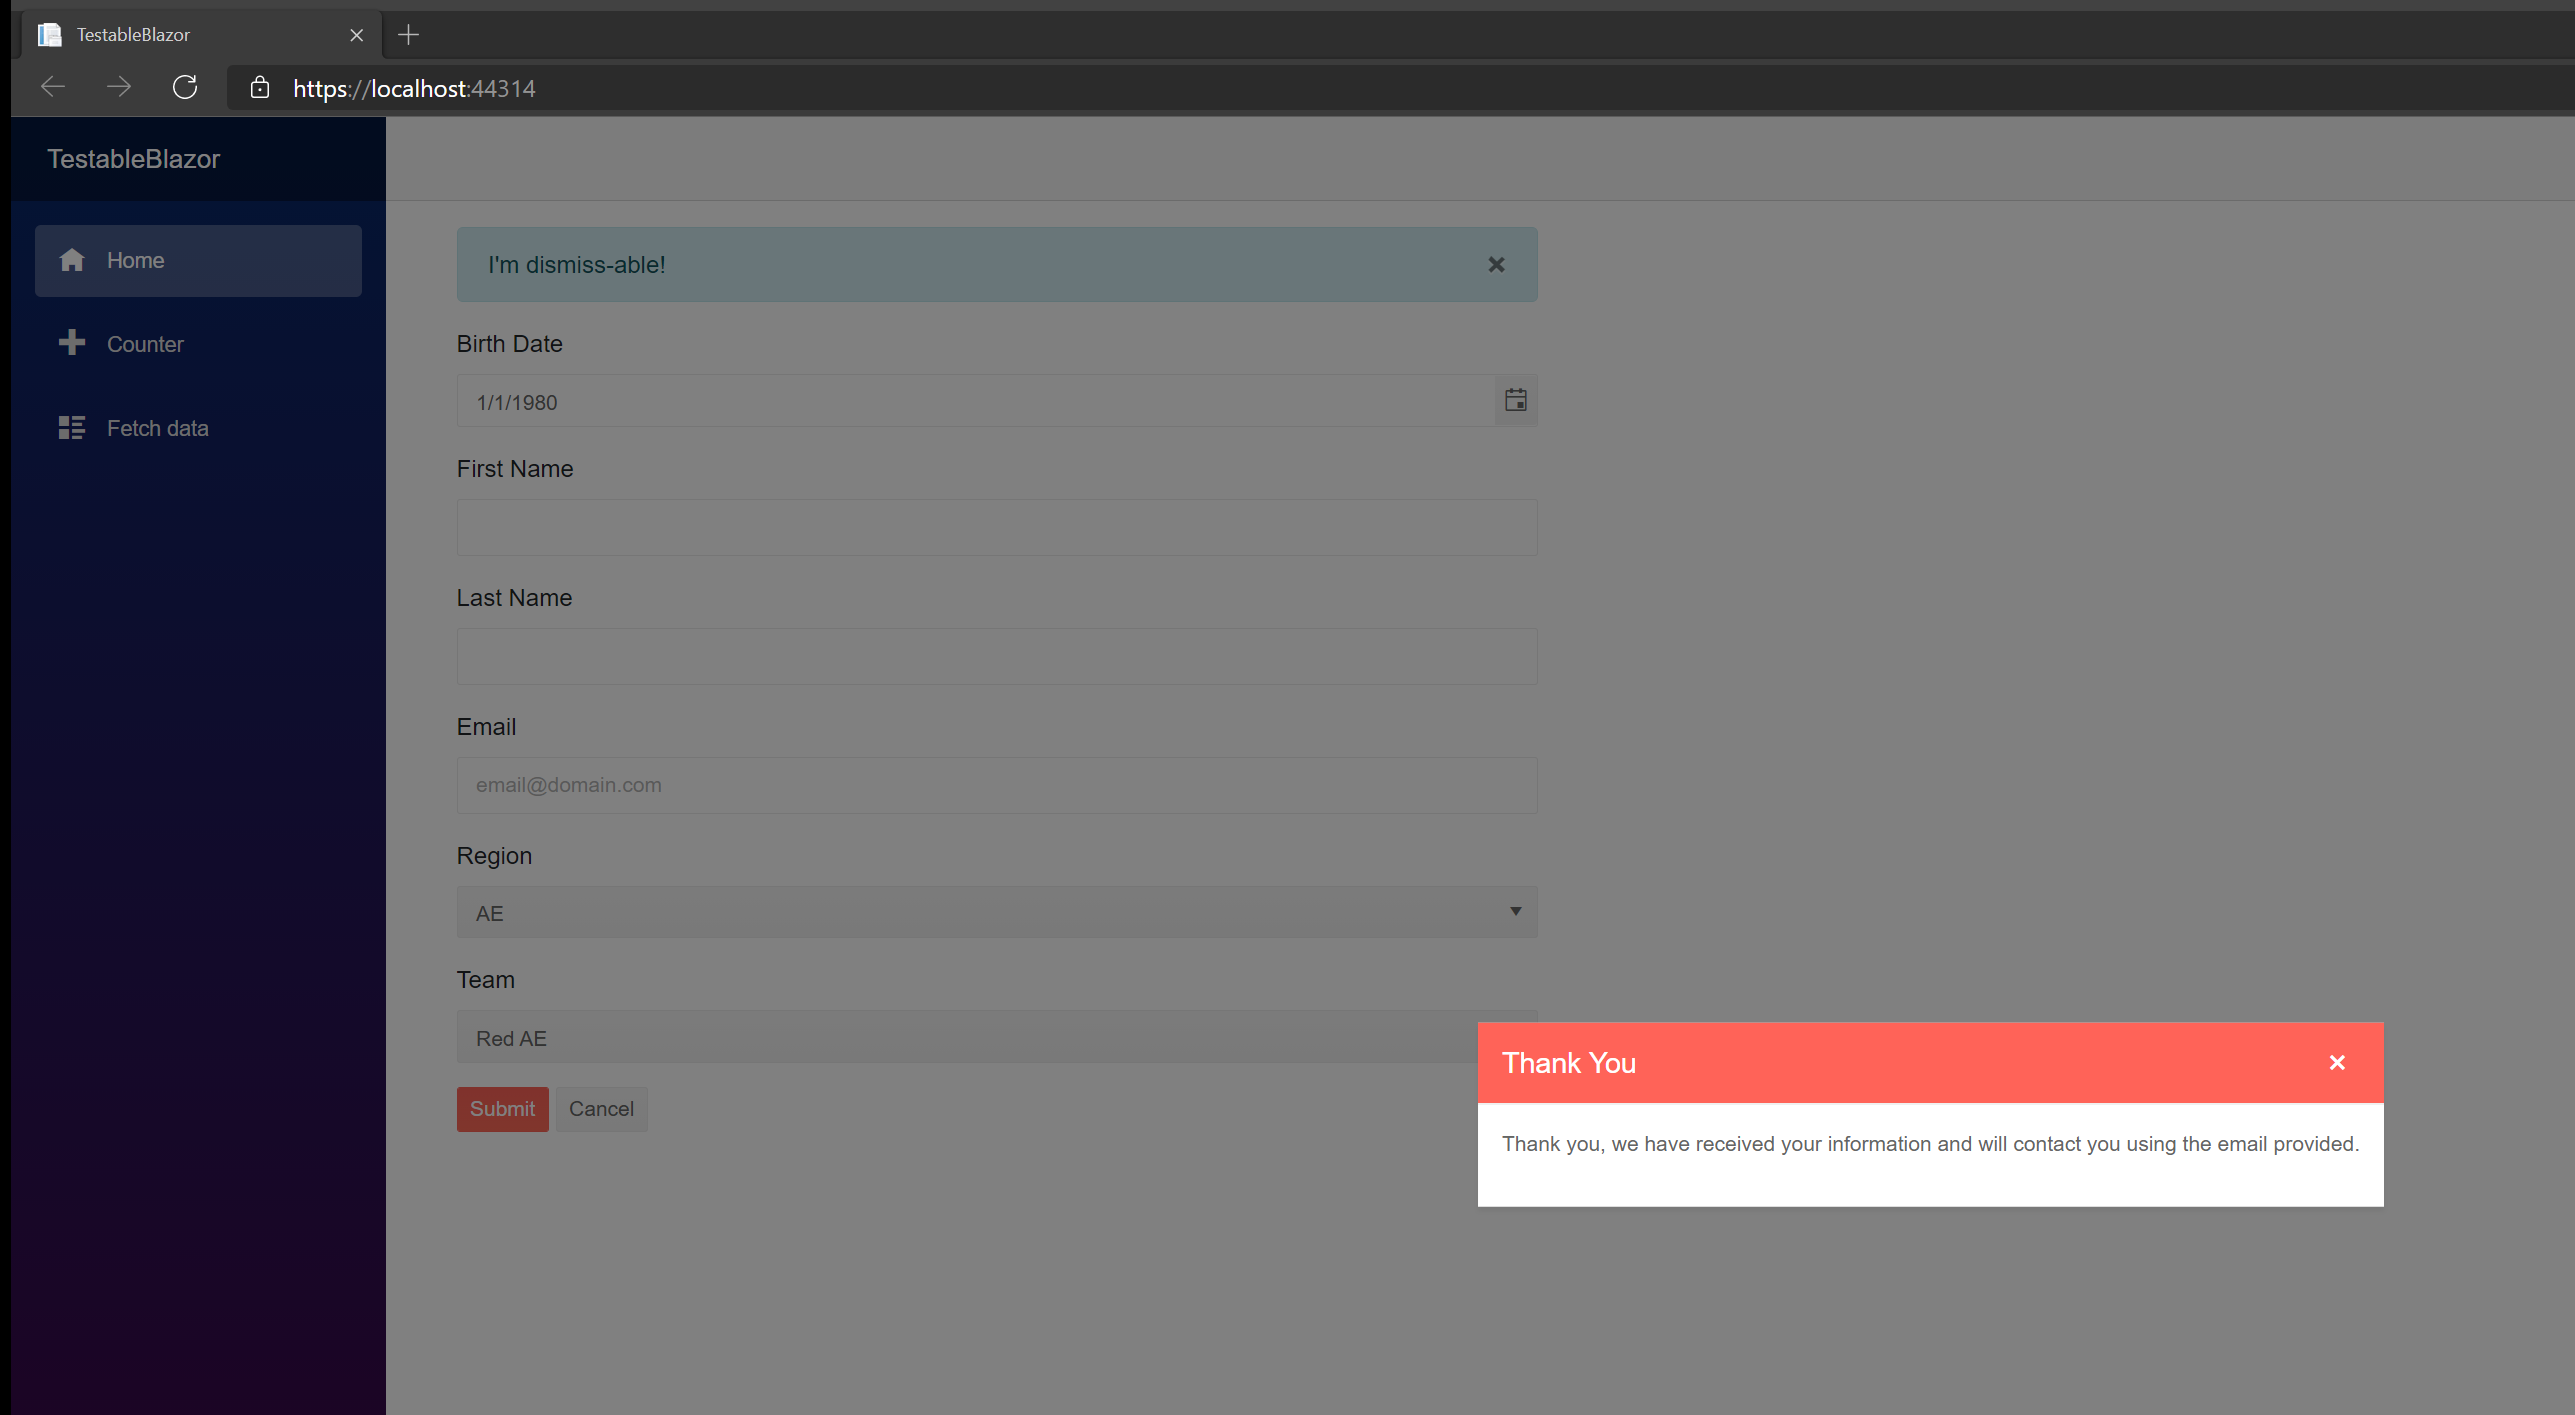 TestableBlazor
https://localhost:44314
TestableBlazor
Home
Counter
Fetch data
I'm dismiss-able!
Birth Date
1/1/1980
First Name
Last Name
Email
email@domain.com
Region
AE
Team
Red AE
Submit Cancel
Thank You
Thank you, we have received your information and will contact you using the email provided.